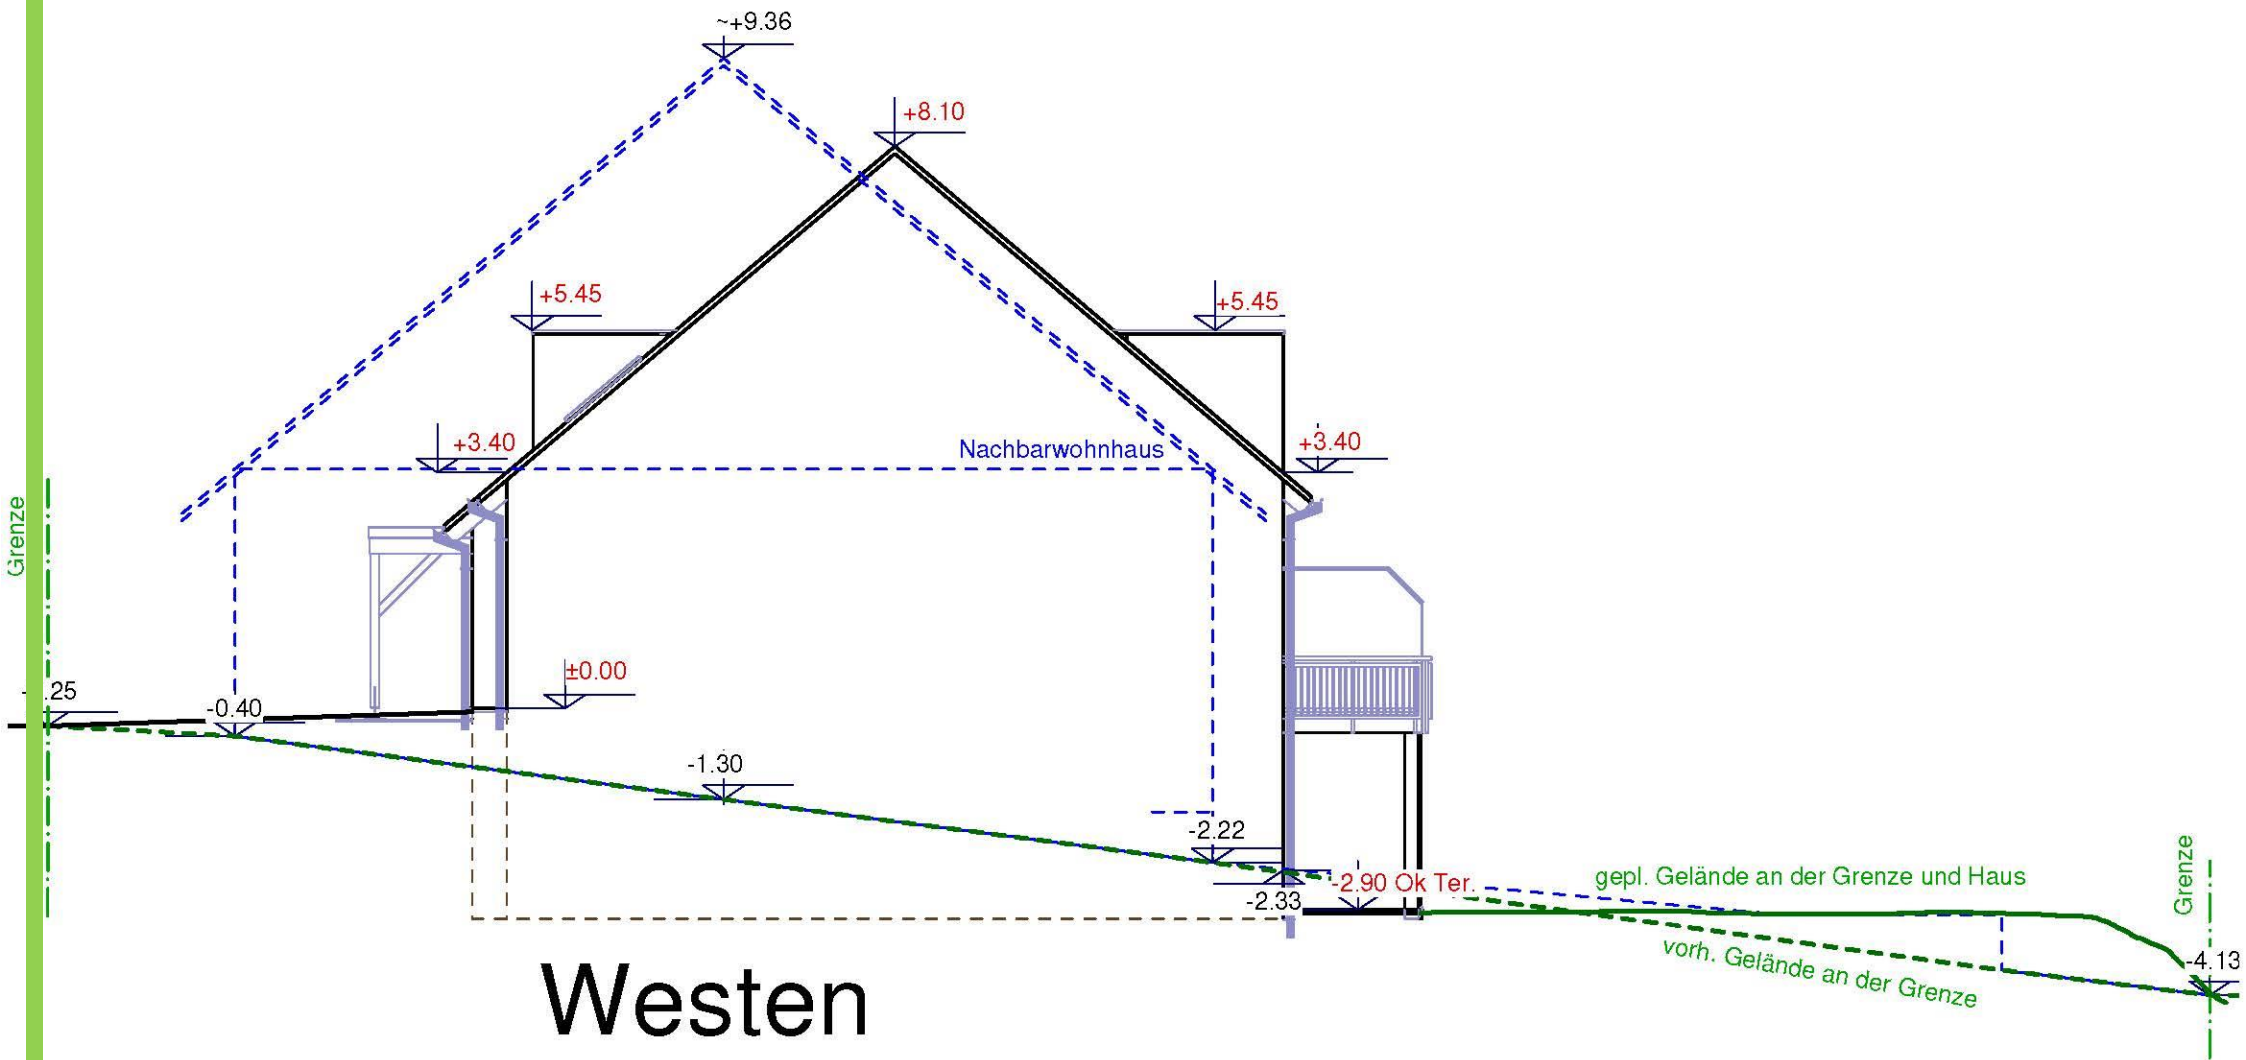 ~+9.36
+8.10
+5.45
+5.45
+3.40
Nachbarwohnhaus
+3.40
Grenze
±0.00
.25
-0.40
-1.30
-2.22
-2.90 Ok Ter.
-2.33
gepl. Gelände an der Grenze und Haus
Grenze
vorh. Gelände an der Grenze
-4.13
Westen